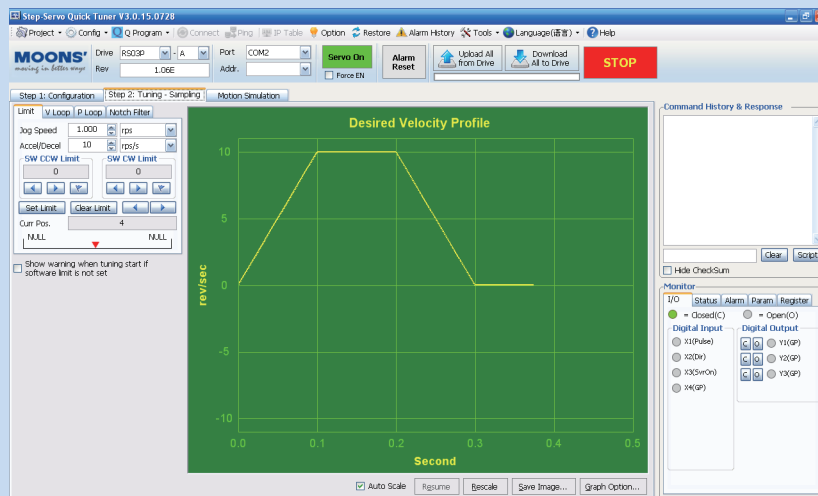 Step-Servo Quick Tuner V3.0.15.0728
Project Config Q Program Connect Ping IP Table Option Restore Alarm History Tools Language(语言) Help
MOONS'
moving in better ways
Drive RS03P - A Port COM2
Rev 1.06E Addr.
Servo On
Force EN
Alarm Reset
Upload All from Drive
Download All to Drive
STOP
Step 1: Configuration Step 2: Tuning - Sampling Motion Simulation
Limit V Loop P Loop Notch Filter
Jog Speed 1.000 rps
Accel/Decel 10 rps/s
SW CCW Limit SW CW Limit
0 0
Set Limit Clear Limit
Curr Pos. 4
NULL NULL
Show warning when tuning start if
software limit is not set
Desired Velocity Profile
10
5
0
-5
-10
rev/sec
0.0 0.1 0.2 0.3 0.4 0.5
Second
Auto Scale Resume Rescale Save Image... Graph Option...
Command History & Response
Clear Script
Hide CheckSum
Monitor
I/O Status Alarm Param Register
= Closed(C) = Open(O)
Digital Input Digital Output
X1(Pulse) C O Y1(GP)
X2(Dir) C O Y2(GP)
X3(SvrOn) C O Y3(GP)
X4(GP)